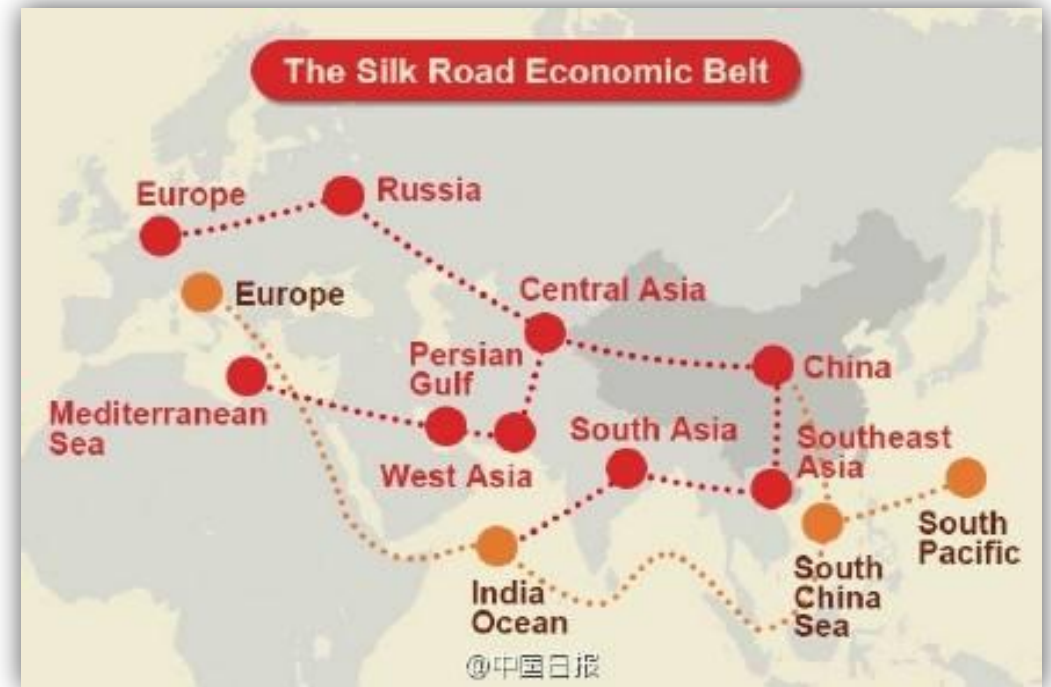 The Silk Road Economic Belt
Europe
Russia
Europe
Central Asia
Persian
Gulf
China
Mediterranean
Sea
West Asia
South Asia
Southeast
Asia
South
Pacific
India
Ocean
South
China
Sea
@中国日报